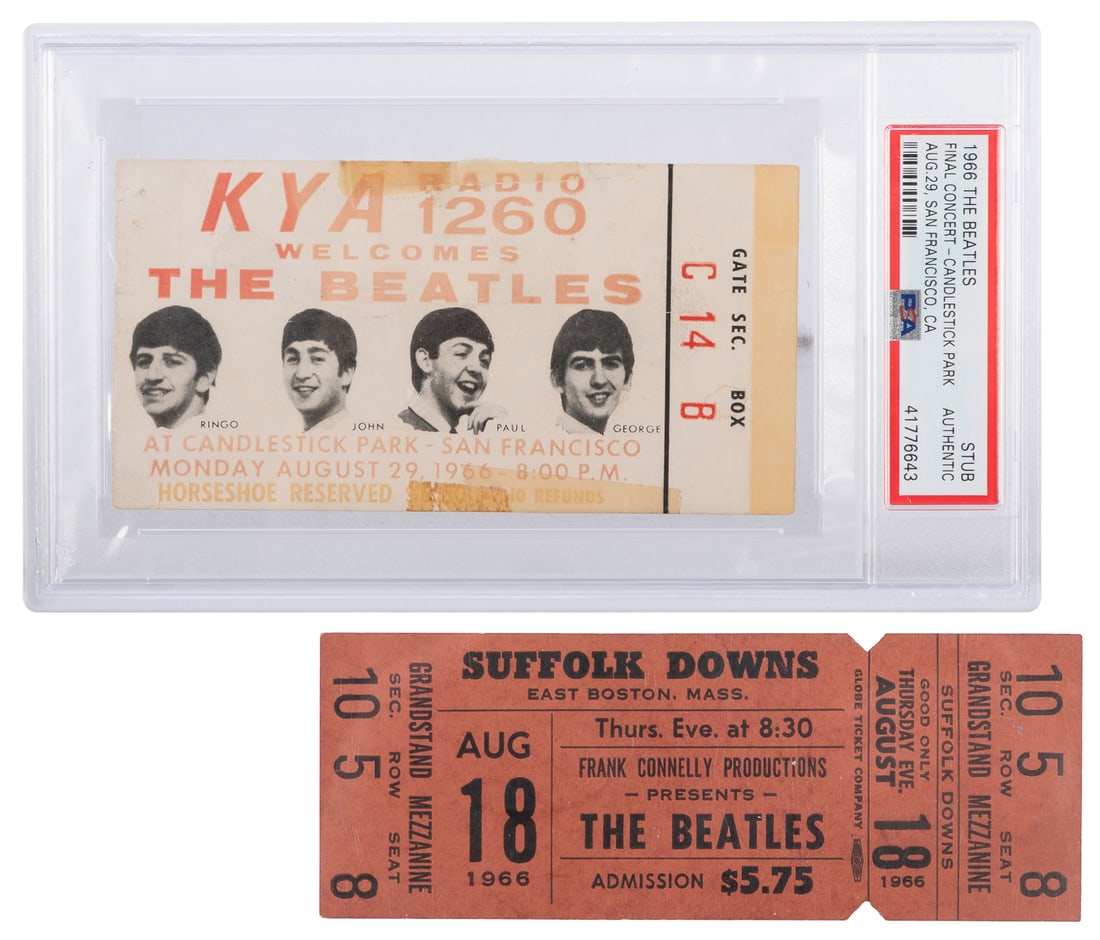 KYA RADIO
1260
WELCOMES
THE BEATLES
RINGO
JOHN
PAUL
GEORGE
AT CANDLESTICK PARK - SAN FRANCISCO
MONDAY AUGUST 29, 1966 - 8:00 P.M.
HORSESHOE RESERVED
NO REFUNDS
GATE SEC. BOX
C 14 B
1966 THE BEATLES STUB
FINAL CONCERT - CANDLESTICK PARK AUTHENTIC
AUG.29, SAN FRANCISCO, CA 41776643
PSA
10 5 8
SEC. ROW SEAT
GRANDSTAND MEZZANINE
SUFFOLK DOWNS
EAST BOSTON, MASS.
AUG
18
1966
Thurs. Eve. at 8:30
FRANK CONNELLY PRODUCTIONS
- PRESENTS -
THE BEATLES
ADMISSION $5.75
GLOBE TICKET COMPANY
AUGUST 18
1966
THURSDAY EVE.
GOOD ONLY
SUFFOLK DOWNS
GRANDSTAND MEZZANINE
SEC. ROW SEAT
10 5 8